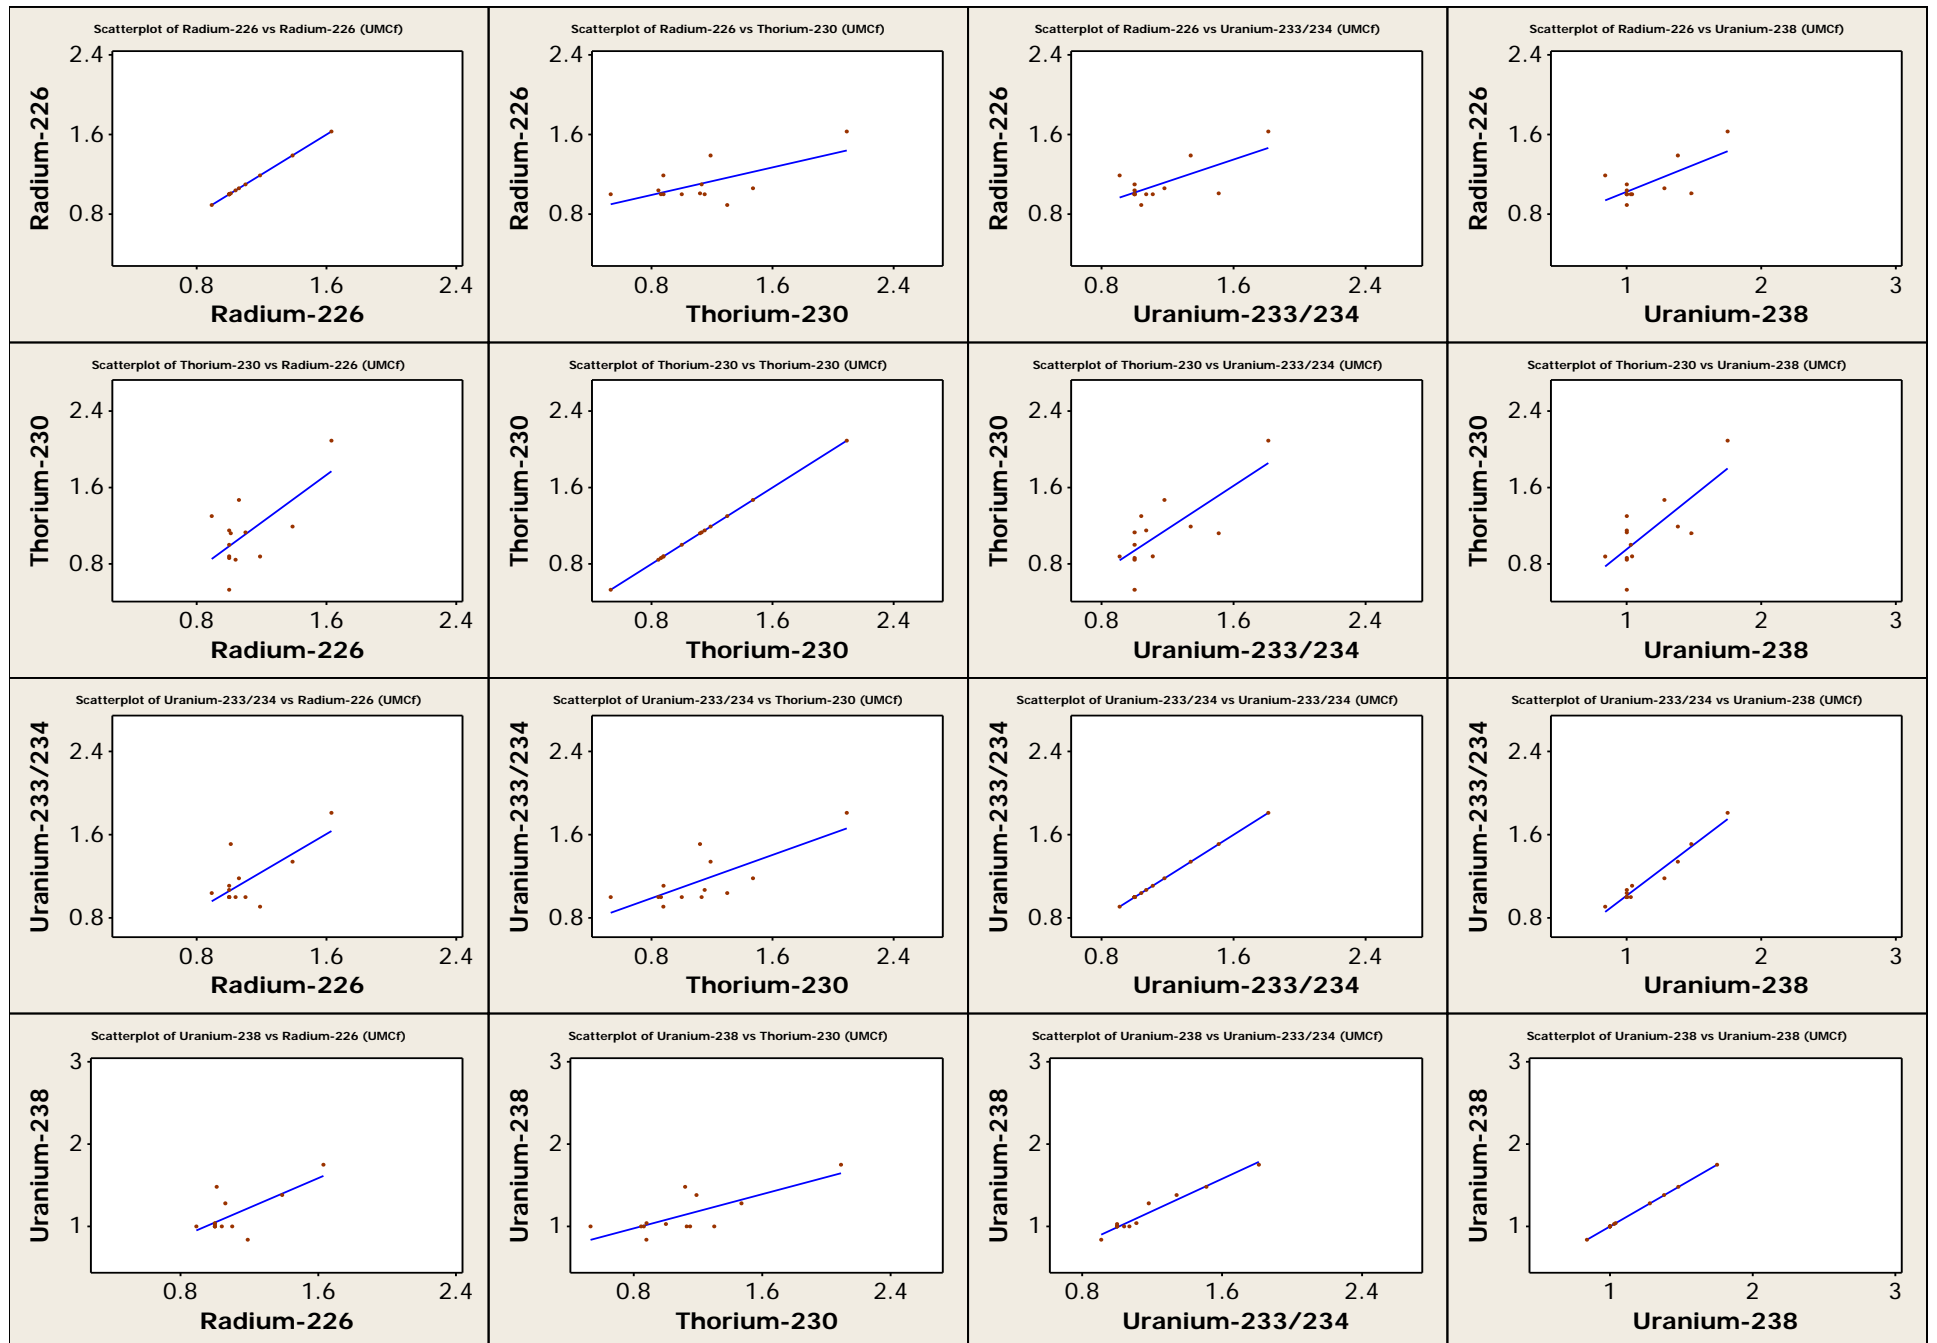 Scatterplot of Radium-226 vs Radium-226 (UMCf)
2.4
1.6
0.8
Radium-226
0.8 1.6 2.4
Radium-226
Scatterplot of Radium-226 vs Thorium-230 (UMCf)
2.4
1.6
0.8
Radium-226
0.8 1.6 2.4
Thorium-230
Scatterplot of Radium-226 vs Uranium-233/234 (UMCf)
2.4
1.6
0.8
Radium-226
0.8 1.6 2.4
Uranium-233/234
Scatterplot of Radium-226 vs Uranium-238 (UMCf)
2.4
1.6
0.8
Radium-226
1 2 3
Uranium-238
Scatterplot of Thorium-230 vs Radium-226 (UMCf)
2.4
1.6
0.8
Thorium-230
0.8 1.6 2.4
Radium-226
Scatterplot of Thorium-230 vs Thorium-230 (UMCf)
2.4
1.6
0.8
Thorium-230
0.8 1.6 2.4
Thorium-230
Scatterplot of Thorium-230 vs Uranium-233/234 (UMCf)
2.4
1.6
0.8
Thorium-230
0.8 1.6 2.4
Uranium-233/234
Scatterplot of Thorium-230 vs Uranium-238 (UMCf)
2.4
1.6
0.8
Thorium-230
1 2 3
Uranium-238
Scatterplot of Uranium-233/234 vs Radium-226 (UMCf)
2.4
1.6
0.8
Uranium-233/234
0.8 1.6 2.4
Radium-226
Scatterplot of Uranium-233/234 vs Thorium-230 (UMCf)
2.4
1.6
0.8
Uranium-233/234
0.8 1.6 2.4
Thorium-230
Scatterplot of Uranium-233/234 vs Uranium-233/234 (UMCf)
2.4
1.6
0.8
Uranium-233/234
0.8 1.6 2.4
Uranium-233/234
Scatterplot of Uranium-233/234 vs Uranium-238 (UMCf)
2.4
1.6
0.8
Uranium-233/234
1 2 3
Uranium-238
Scatterplot of Uranium-238 vs Radium-226 (UMCf)
3
2
1
Uranium-238
0.8 1.6 2.4
Radium-226
Scatterplot of Uranium-238 vs Thorium-230 (UMCf)
3
2
1
Uranium-238
0.8 1.6 2.4
Thorium-230
Scatterplot of Uranium-238 vs Uranium-233/234 (UMCf)
3
2
1
Uranium-238
0.8 1.6 2.4
Uranium-233/234
Scatterplot of Uranium-238 vs Uranium-238 (UMCf)
3
2
1
Uranium-238
1 2 3
Uranium-238